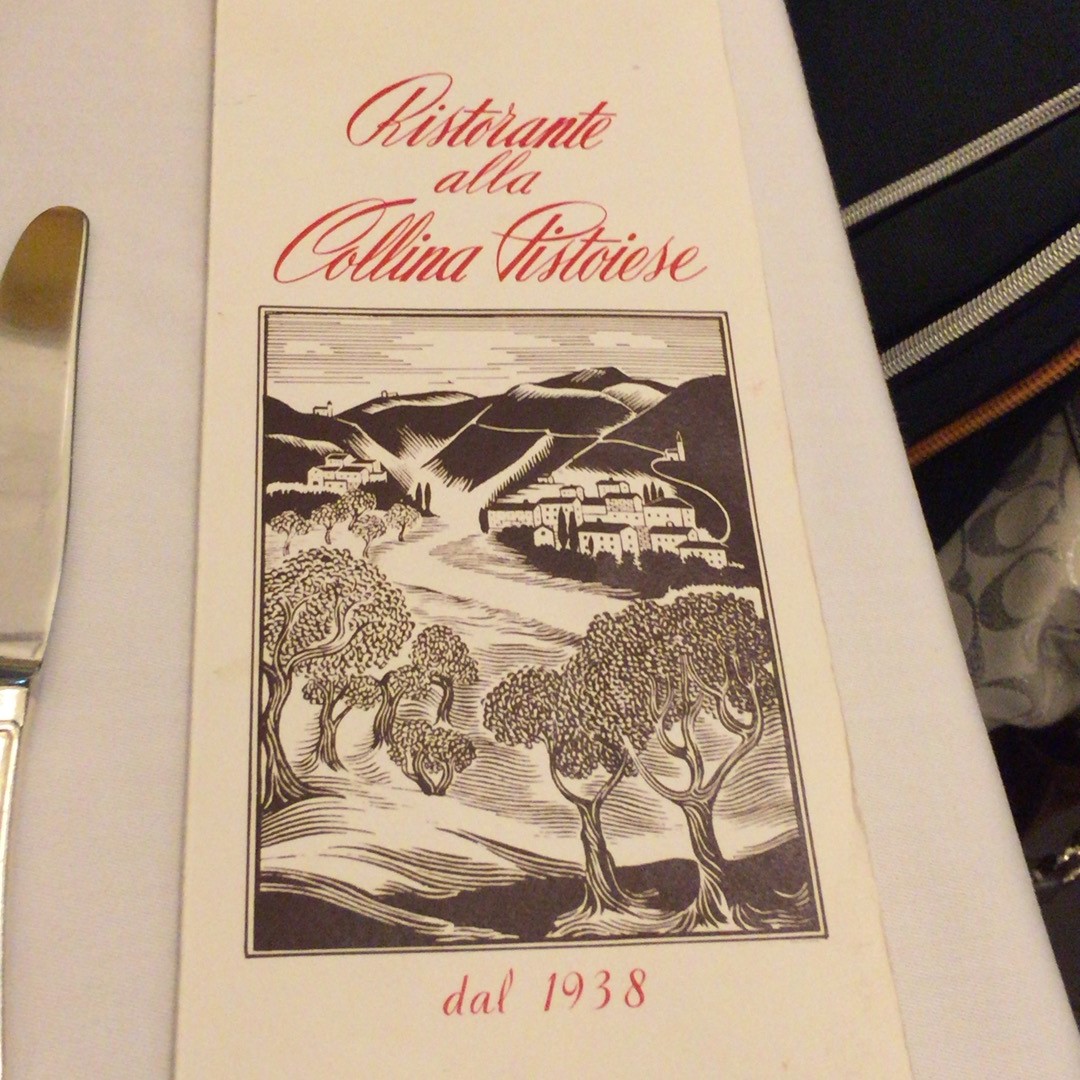 Ristorante
alla
Collina Pistoiese
dal 1938